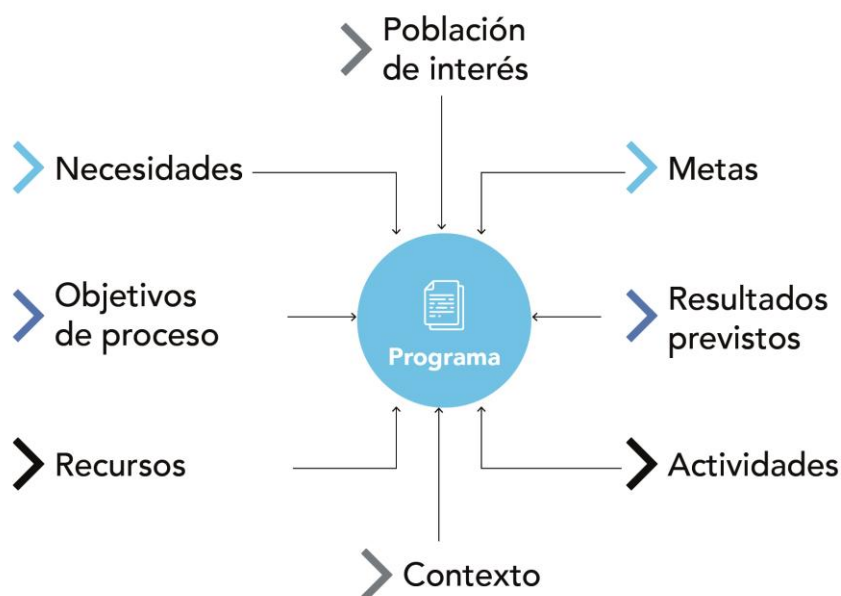 Población
de interés
Necesidades
Metas
Objetivos
de proceso
Programa
Resultados
previstos
Recursos
Actividades
Contexto